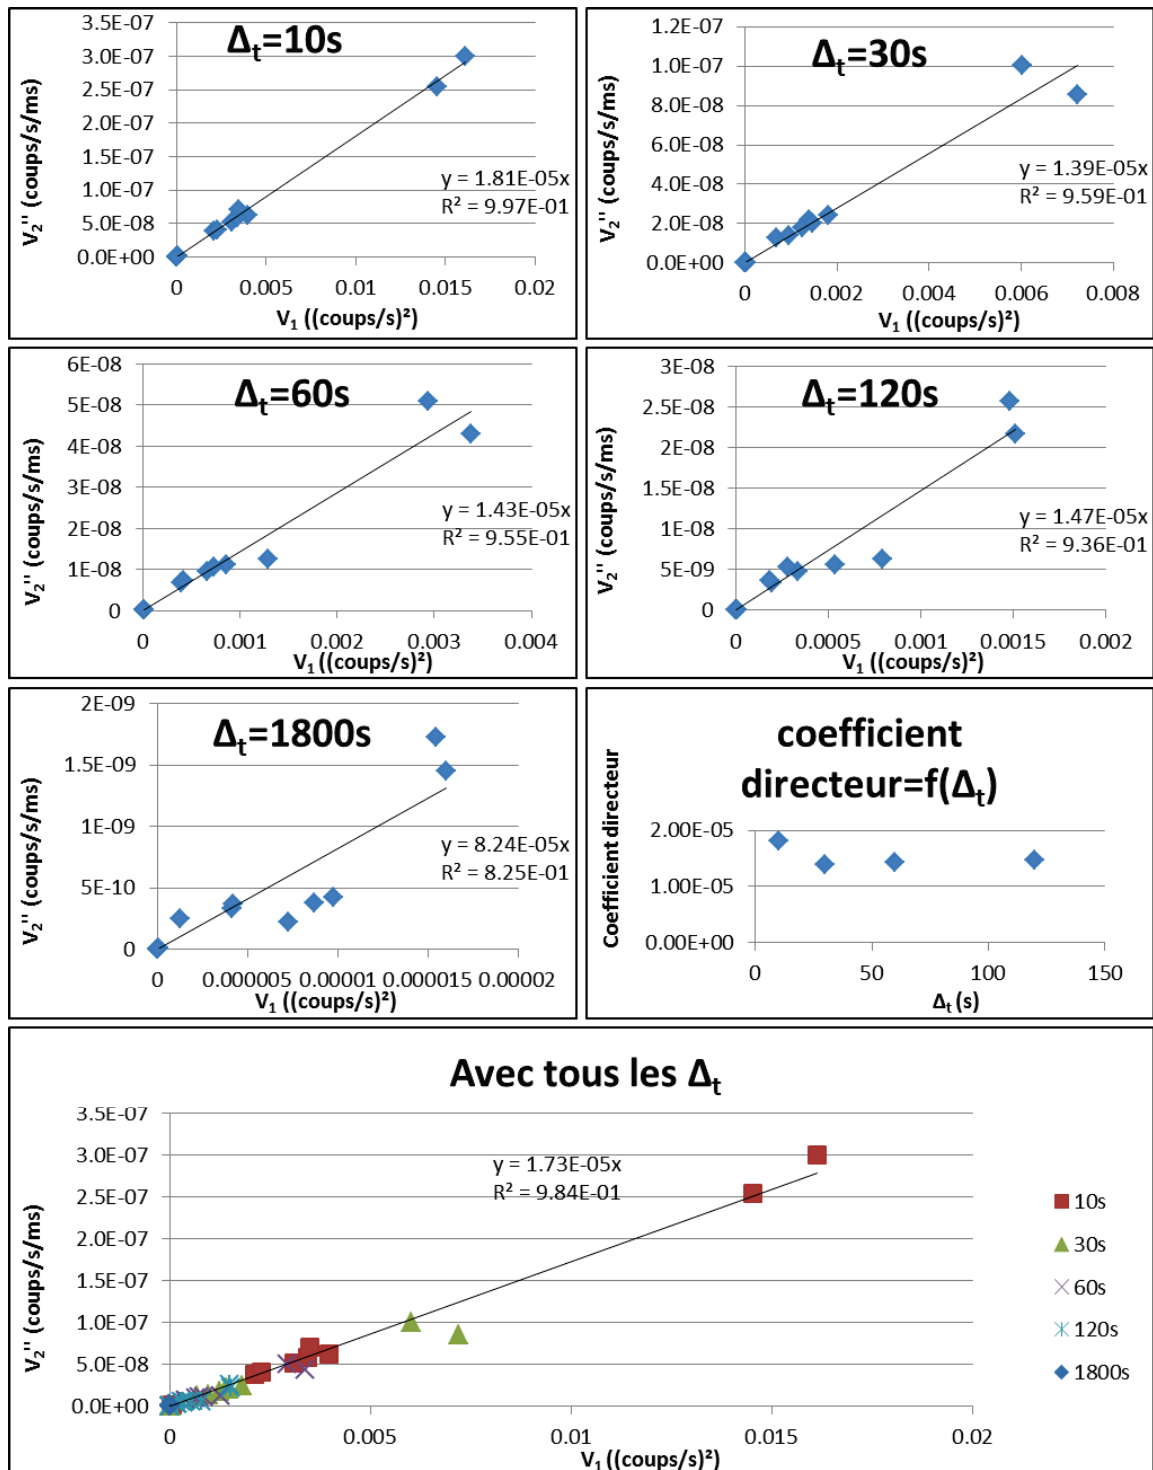 Δt=10s
V2'' (coups/s/ms)
3.5E-07
3.0E-07
2.5E-07
2.0E-07
1.5E-07
1.0E-07
5.0E-08
0.0E+00
y = 1.81E-05x
R² = 9.97E-01
0 0.005 0.01 0.015 0.02
V1 ((coups/s)²)
Δt=30s
V2'' (coups/s/ms)
1.2E-07
1.0E-07
8.0E-08
6.0E-08
4.0E-08
2.0E-08
0.0E+00
y = 1.39E-05x
R² = 9.59E-01
0 0.002 0.004 0.006 0.008
V1 ((coups/s)²)
Δt=60s
V2'' (coups/s/ms)
6E-08
5E-08
4E-08
3E-08
2E-08
1E-08
0
y = 1.43E-05x
R² = 9.55E-01
0 0.001 0.002 0.003 0.004
V1 ((coups/s)²)
Δt=120s
V2'' (coups/s/ms)
3E-08
2.5E-08
2E-08
1.5E-08
1E-08
5E-09
0
y = 1.47E-05x
R² = 9.36E-01
0 0.0005 0.001 0.0015 0.002
V1 ((coups/s)²)
Δt=1800s
V2'' (coups/s/ms)
2E-09
1.5E-09
1E-09
5E-10
0
y = 8.24E-05x
R² = 8.25E-01
0 0.000005 0.00001 0.000015 0.00002
V1 ((coups/s)²)
coefficient
directeur=f(Δt)
Coefficient directeur
2.00E-05
1.00E-05
0.00E+00
0 50 100 150
Δt (s)
Avec tous les Δt
V2'' (coups/s/ms)
3.5E-07
3.0E-07
2.5E-07
2.0E-07
1.5E-07
1.0E-07
5.0E-08
0.0E+00
y = 1.73E-05x
R² = 9.84E-01
0 0.005 0.01 0.015 0.02
V1 ((coups/s)²)
10s
30s
60s
120s
1800s